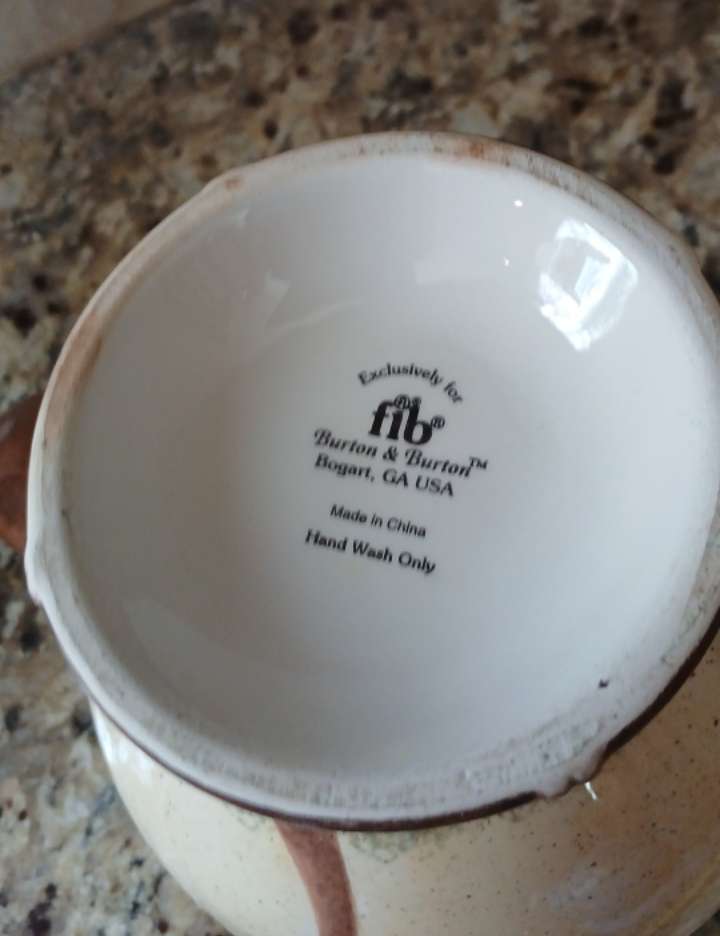 Exclusively for
fib®
Burton & Burton™
Bogart, GA USA
Made in China
Hand Wash Only